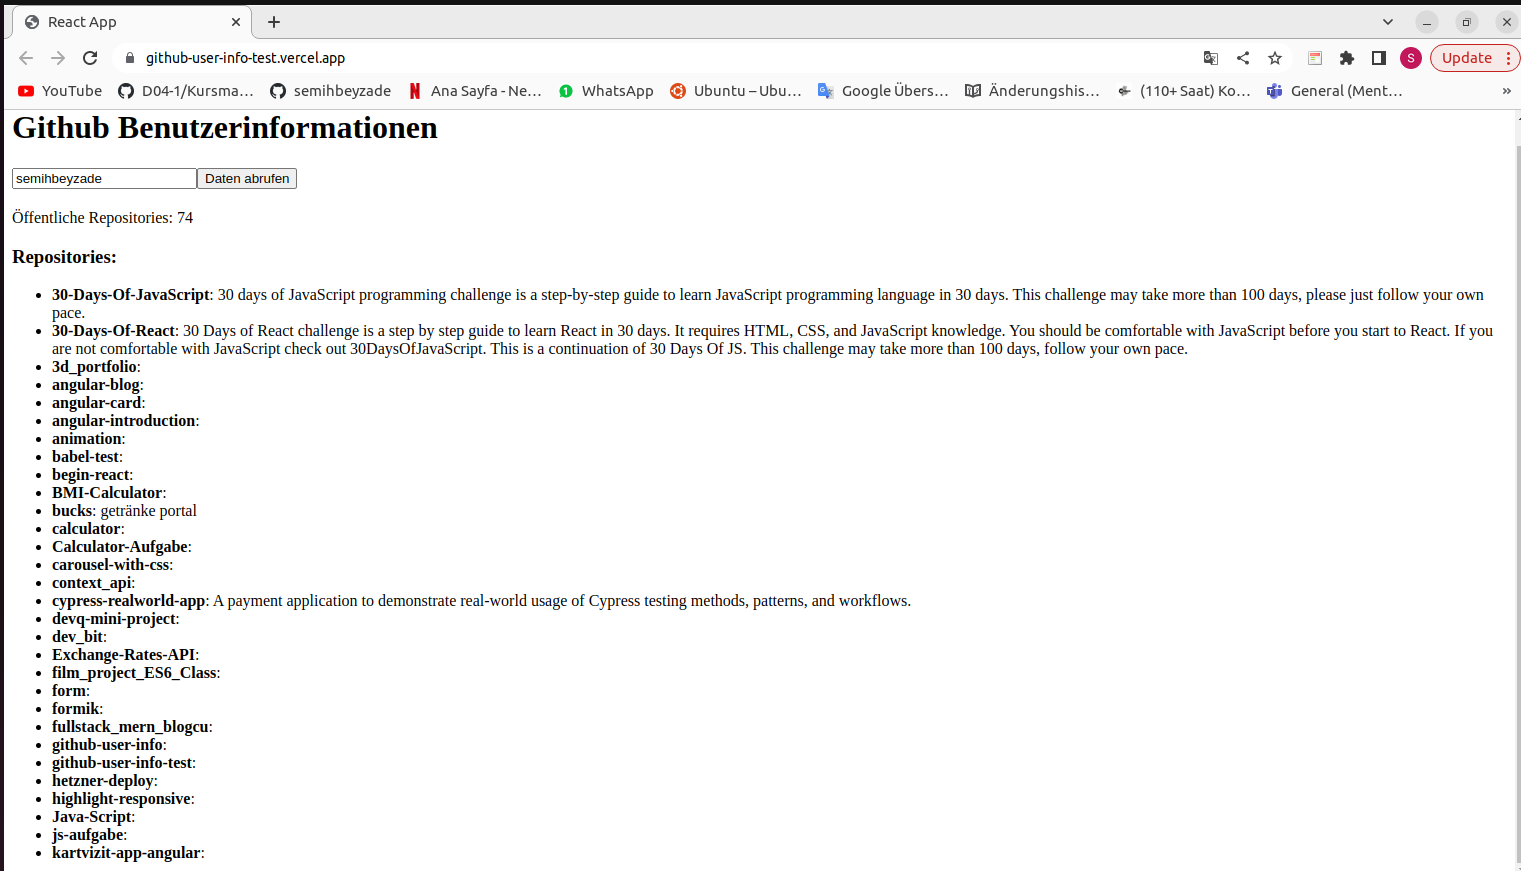 React App
github-user-info-test.vercel.app
S
Update
YouTube
D04-1/Kursma…
semihbeyzade
Ana Sayfa - Ne…
WhatsApp
Ubuntu – Ubu…
Google Übers…
Änderungshis…
(110+ Saat) Ko…
General (Ment…
»
Github Benutzerinformationen
semihbeyzade Daten abrufen
Öffentliche Repositories: 74
Repositories:
• 30-Days-Of-JavaScript: 30 days of JavaScript programming challenge is a step-by-step guide to learn JavaScript programming language in 30 days. This challenge may take more than 100 days, please just follow your own
pace.
• 30-Days-Of-React: 30 Days of React challenge is a step by step guide to learn React in 30 days. It requires HTML, CSS, and JavaScript knowledge. You should be comfortable with JavaScript before you start to React. If you
are not comfortable with JavaScript check out 30DaysOfJavaScript. This is a continuation of 30 Days Of JS. This challenge may take more than 100 days, follow your own pace.
• 3d_portfolio:
• angular-blog:
• angular-card:
• angular-introduction:
• animation:
• babel-test:
• begin-react:
• BMI-Calculator:
• bucks: getränke portal
• calculator:
• Calculator-Aufgabe:
• carousel-with-css:
• context_api:
• cypress-realworld-app: A payment application to demonstrate real-world usage of Cypress testing methods, patterns, and workflows.
• devq-mini-project:
• dev_bit:
• Exchange-Rates-API:
• film_project_ES6_Class:
• form:
• formik:
• fullstack_mern_blogcu:
• github-user-info:
• github-user-info-test:
• hetzner-deploy:
• highlight-responsive:
• Java-Script:
• js-aufgabe:
• kartvizit-app-angular: